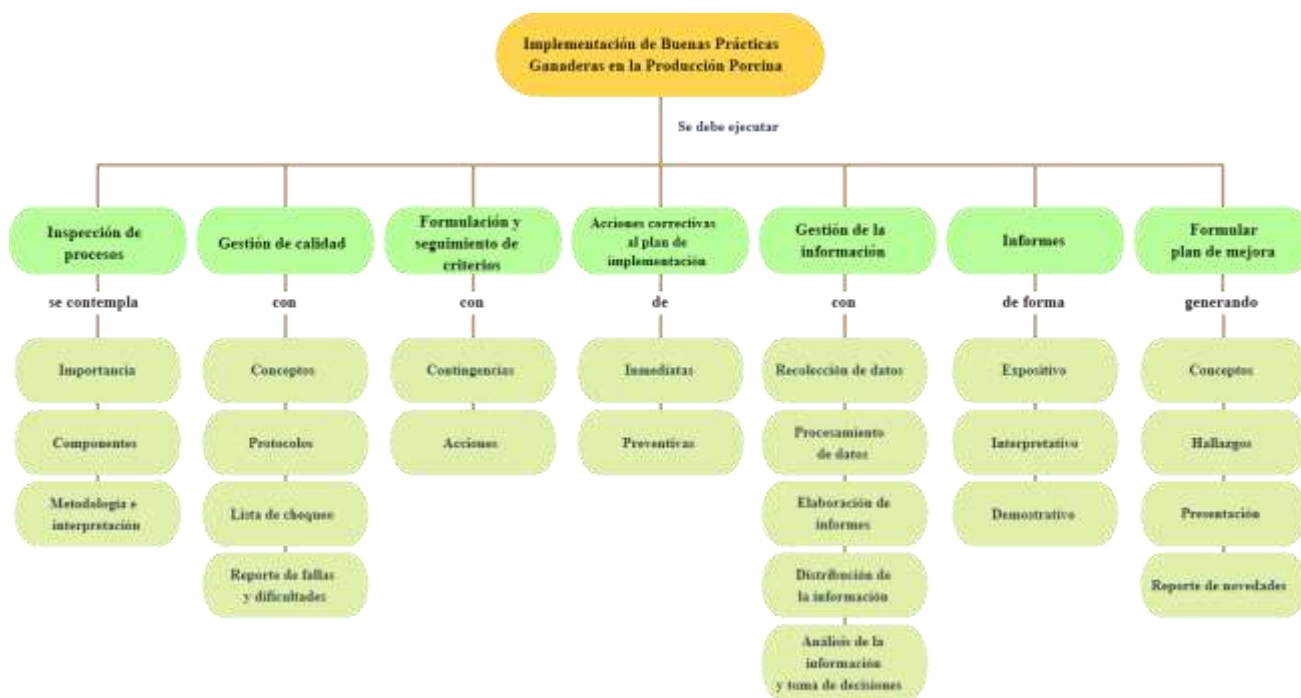 Implementación de Buenas Prácticas
Ganaderas en la Producción Porcina
Se debe ejecutar
Inspección de
procesos
se contempla
Importancia
Componentes
Metodología e
interpretación
Gestión de calidad
con
Conceptos
Protocolos
Lista de chequeo
Reporte de fallas
y dificultades
Formulación y
seguimiento de
criterios
con
Contingencias
Acciones
Acciones correctivas
al plan de
implementación
de
Inmediatas
Preventivas
Gestión de la
información
con
Recolección de datos
Procesamiento
de datos
Elaboración de
informes
Distribución de
la información
Análisis de la
información
y toma de decisiones
Informes
de forma
Expositivo
Interpretativo
Demostrativo
Formular
plan de mejora
generando
Conceptos
Hallazgos
Presentación
Reporte de novedades